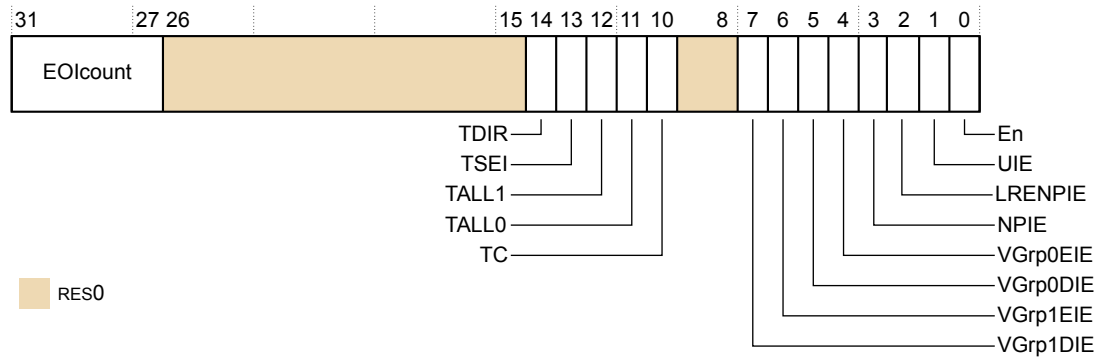 31 27 26 15 14 13 12 11 10 8 7 6 5 4 3 2 1 0
EOIcount
TDIR En
TSEI UIE
TALL1 LRENPIE
TALL0 NPIE
TC VGrp0EIE
VGrp0DIE
RES0
VGrp1EIE
VGrp1DIE